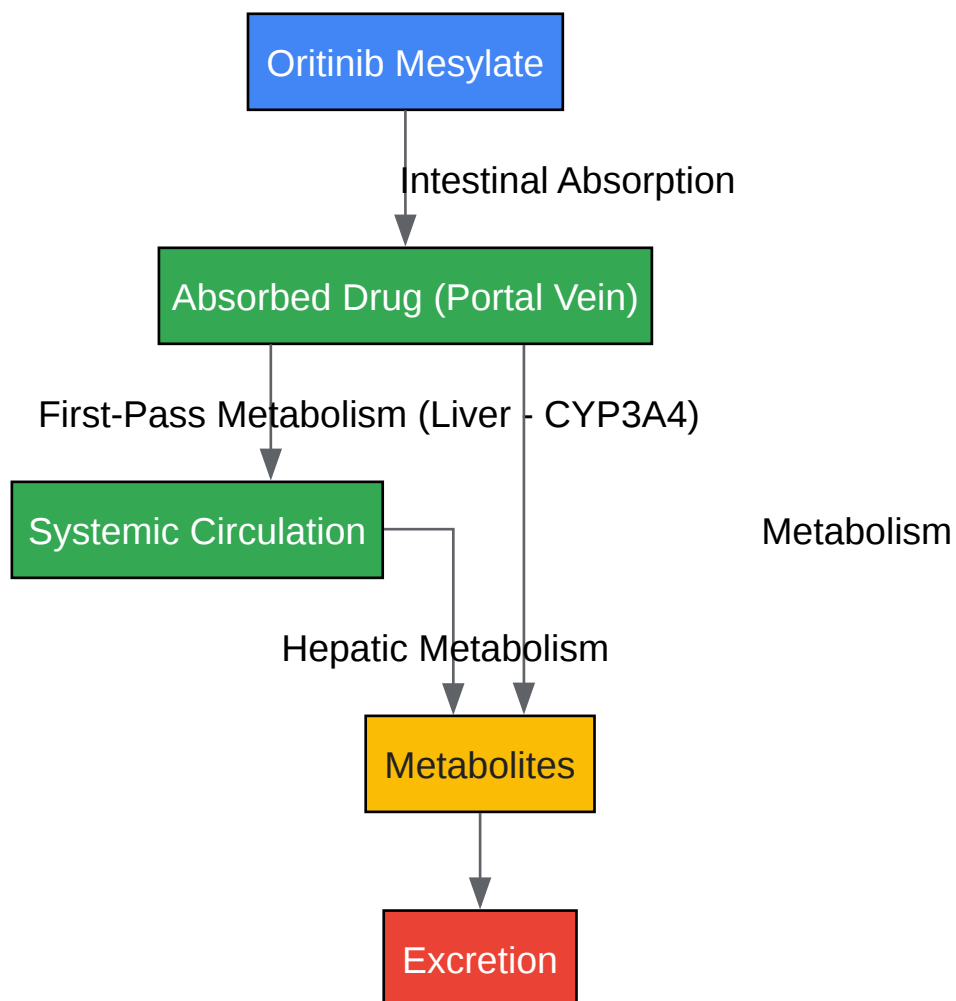 Oritinib Mesylate
Intestinal Absorption
Absorbed Drug (Portal Vein)
First-Pass Metabolism (Liver - CYP3A4)
Systemic Circulation
Metabolism
Hepatic Metabolism
Metabolites
Excretion